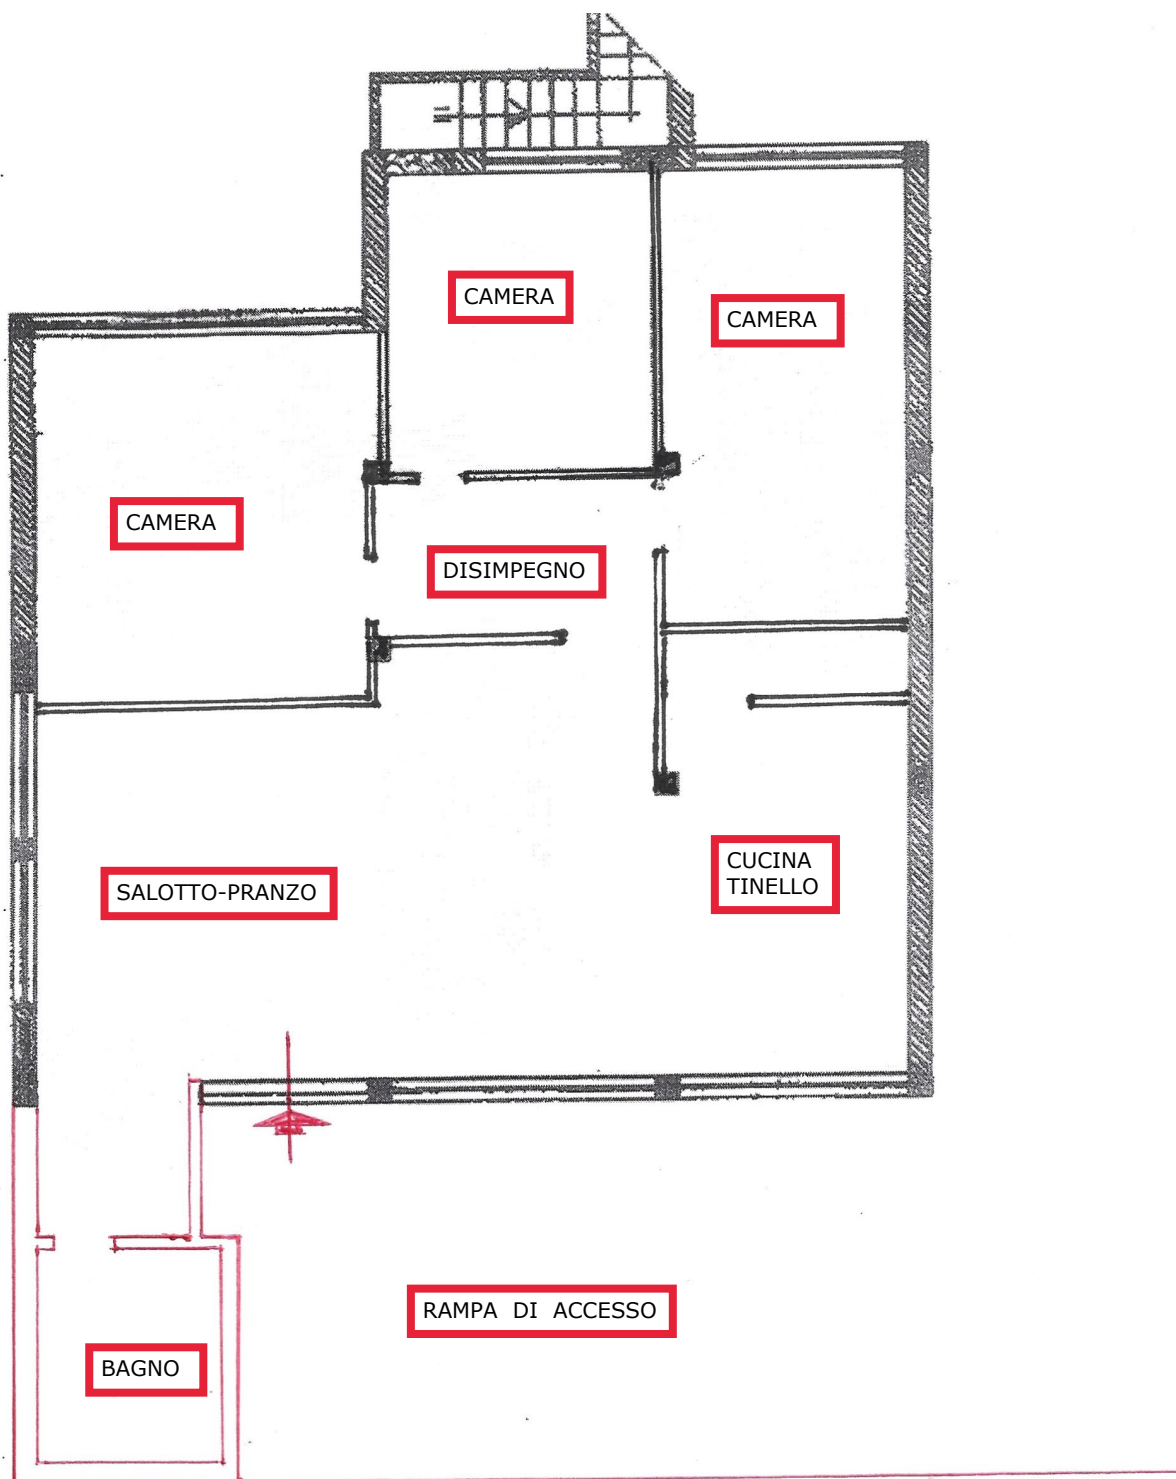 CAMERA
CAMERA
CAMERA
DISIMPEGNO
CUCINA
TINELLO
SALOTTO-PRANZO
RAMPA DI ACCESSO
BAGNO